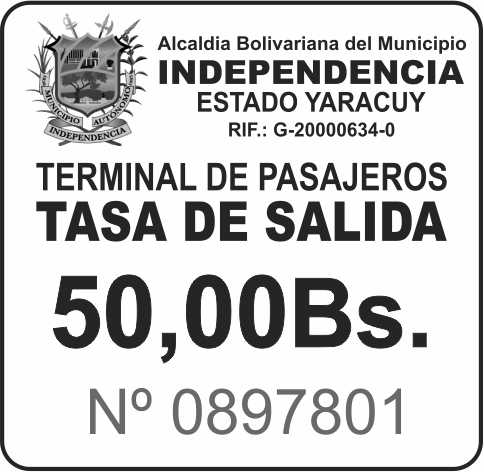 Alcaldia Bolivariana del Municipio
INDEPENDENCIA
ESTADO YARACUY
RIF.: G-20000634-0
MUNICIPIO AUTÓNOMO
INDEPENDENCIA
TERMINAL DE PASAJEROS
TASA DE SALIDA
50,00Bs.
Nº 0897801